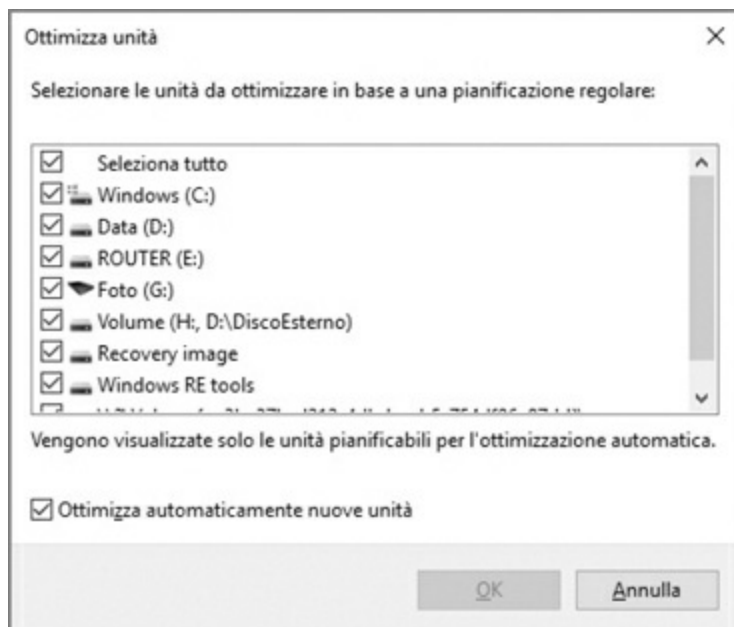 Ottimizza unità
Selezionare le unità da ottimizzare in base a una pianificazione regolare:
Seleziona tutto
Windows (C:)
Data (D:)
ROUTER (E:)
Foto (G:)
Volume (H:, D:\DiscoEsterno)
Recovery image
Windows RE tools
Vengono visualizzate solo le unità pianificabili per l'ottimizzazione automatica.
Ottimizza automaticamente nuove unità
OK
Annulla